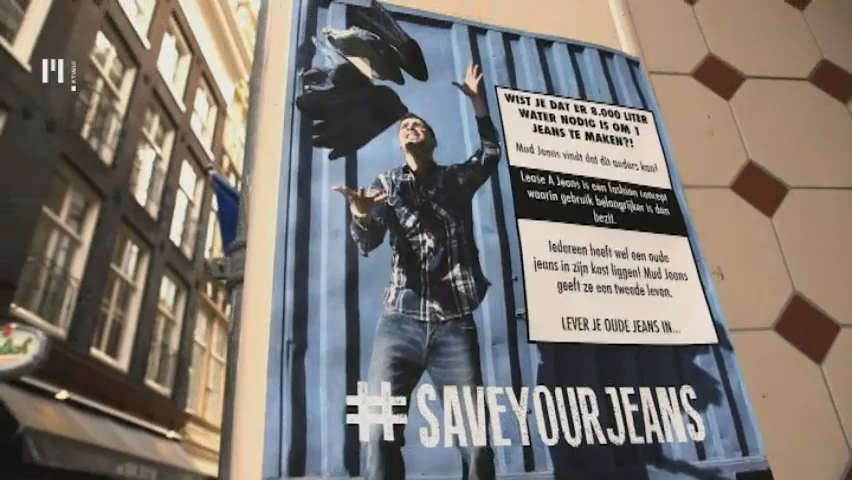 WIST JE DAT ER 8.000 LITER
WATER NODIG IS OM 1
JEANS TE MAKEN?!
Mud Jeans vindt dat dit anders kan!
Lease A Jeans is een fashion concept
waarin gebruik belangrijker is dan
bezit.
Iedereen heeft wel een oude
jeans in zijn kast liggen! Mud Jeans
geeft ze een tweede leven.
LEVER JE OUDE JEANS IN...
#SAVEYOURJEANS